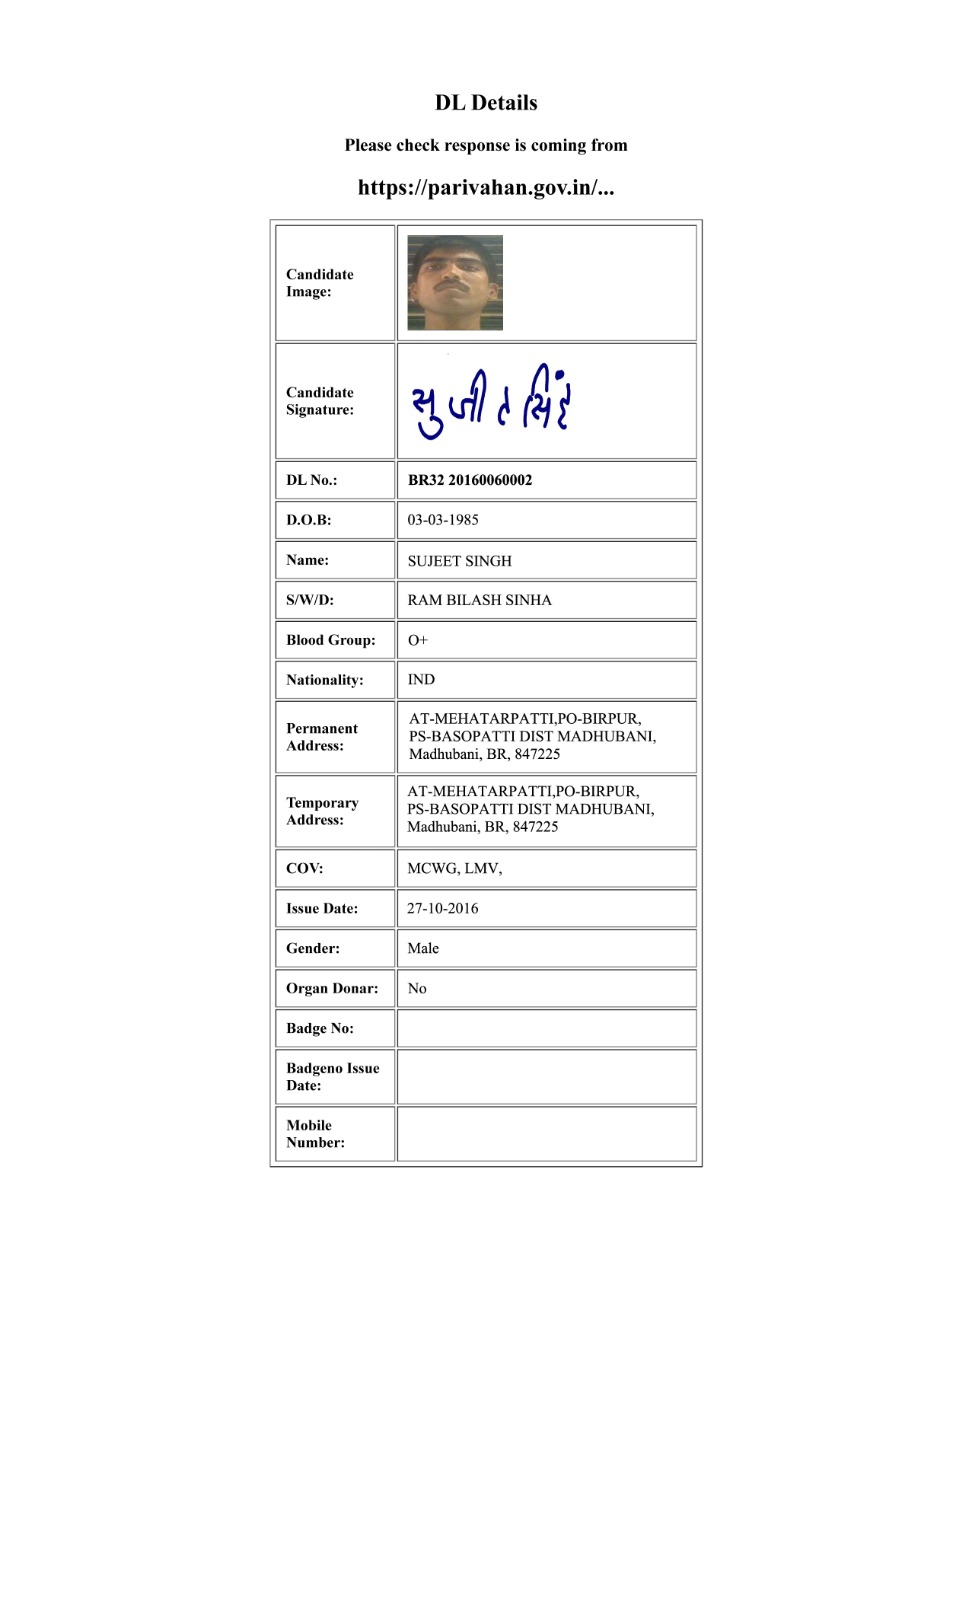 DL Details
Please check response is coming from
https://parivahan.gov.in/...
Candidate
Image:
Candidate
Signature:
सुजीत सिंह
DL No.: BR32 20160060002
D.O.B: 03-03-1985
Name: SUJEET SINGH
S/W/D: RAM BILASH SINHA
Blood Group: O+
Nationality: IND
Permanent
Address:
AT-MEHATARPATTI,PO-BIRPUR,
PS-BASOPATTI DIST MADHUBANI,
Madhubani, BR, 847225
Temporary
Address:
AT-MEHATARPATTI,PO-BIRPUR,
PS-BASOPATTI DIST MADHUBANI,
Madhubani, BR, 847225
COV: MCWG, LMV,
Issue Date: 27-10-2016
Gender: Male
Organ Donar: No
Badge No:
Badgeno Issue
Date:
Mobile
Number: